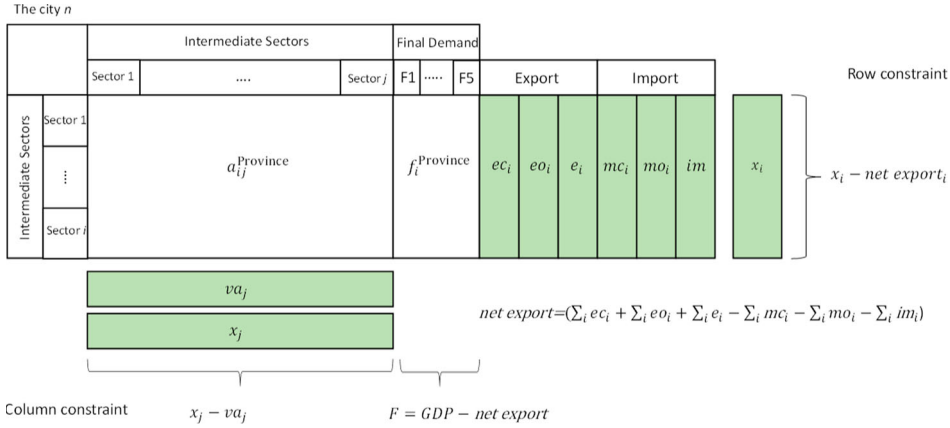 The city n
Intermediate Sectors
Final Demand
Sector 1
....
Sector j
F1
.....
F5
Export
Import
Row constraint
Intermediate Sectors
Sector 1
....
Sector i
a_{ij}^{Province}
f_i^{Province}
ec_i
eo_i
e_i
mc_i
mo_i
im
x_i
x_i − net export_i
va_j
x_j
net export=(∑_i ec_i + ∑_i eo_i + ∑_i e_i − ∑_i mc_i − ∑_i mo_i − ∑_i im_i)
Column constraint
x_j − va_j
F = GDP − net export